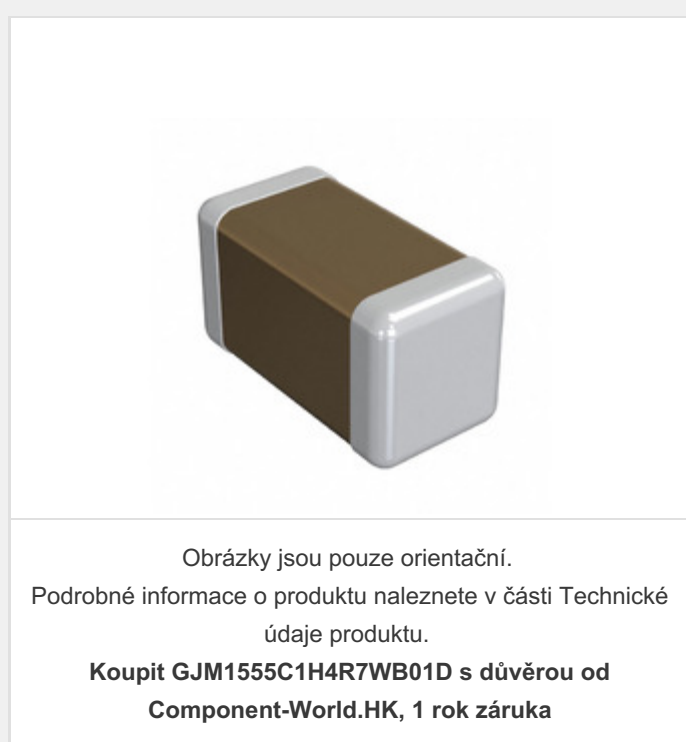 Obrázky jsou pouze orientační.
Podrobné informace o produktu naleznete v části Technické
údaje produktu.
Koupit GJM1555C1H4R7WB01D s důvěrou od
Component-World.HK, 1 rok záruka